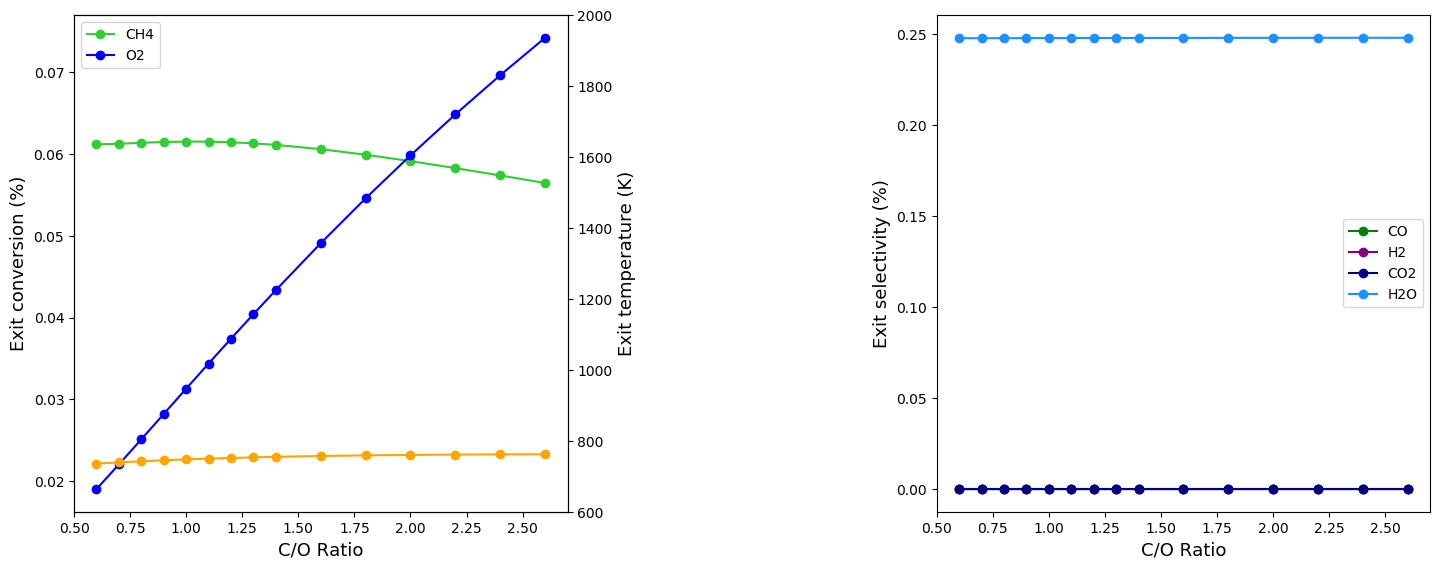 CH4
O2
0.07
0.06
0.05
0.04
0.03
0.02
Exit conversion (%)
2000
1800
1600
1400
1200
1000
800
600
Exit temperature (K)
0.50 0.75 1.00 1.25 1.50 1.75 2.00 2.25 2.50
C/O Ratio
0.25
0.20
0.15
0.10
0.05
0.00
Exit selectivity (%)
CO
H2
CO2
H2O
0.50 0.75 1.00 1.25 1.50 1.75 2.00 2.25 2.50
C/O Ratio